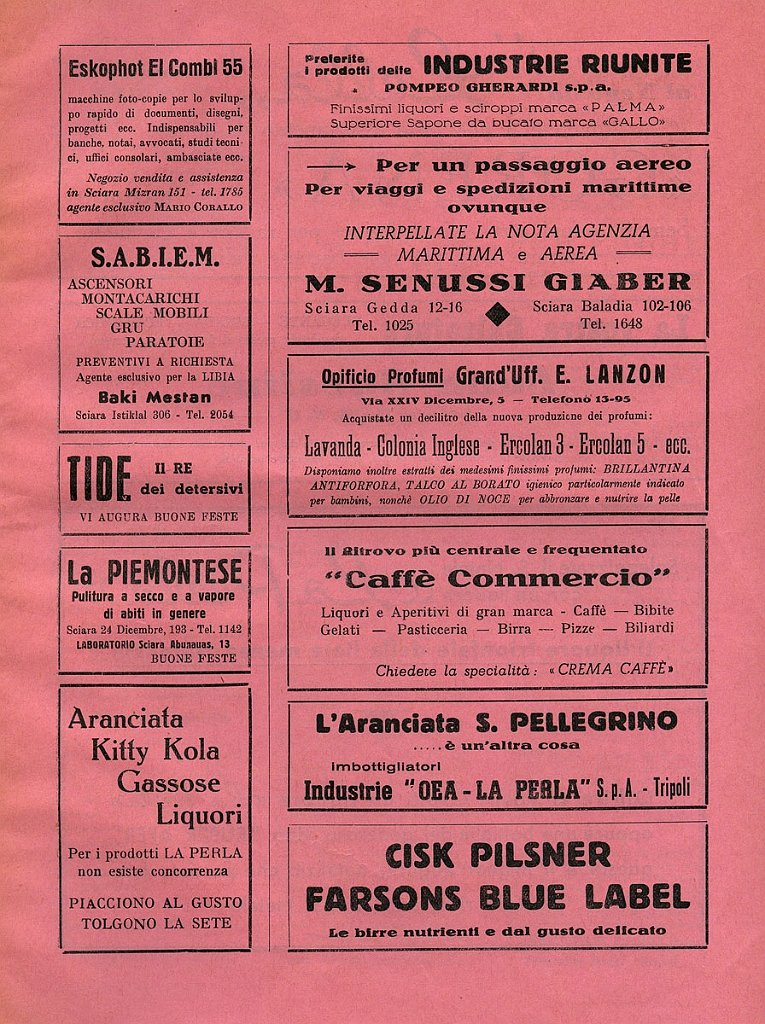 Eskophot El Combi 55
macchine foto-copie per lo svilup-
po rapido di documenti, disegni,
progetti ecc. Indispensabili per
banche, notai, avvocati, studi tecni-
ci, uffici consolari, ambasciate ecc.
Negozio vendita e assistenza
in Sciara Mizran 151 - tel. 1785
agente esclusivo MARIO CORALLO
S.A.B.I.E.M.
ASCENSORI
MONTACARICHI
SCALE MOBILI
GRU
PARATOIE
PREVENTIVI A RICHIESTA
Agente esclusivo per la LIBIA
Baki Mestan
Sciara Istiklal 306 - Tel. 2054
TIDE Il RE
dei detersivi
VI AUGURA BUONE FESTE
La PIEMONTESE
Pulitura a secco e a vapore
di abiti in genere
Sciara 24 Dicembre, 193 - Tel. 1142
LABORATORIO Sciara Abunauas, 13
BUONE FESTE
Aranciata
Kitty Kola
Gassose
Liquori
Per i prodotti LA PERLA
non esiste concorrenza
PIACCIONO AL GUSTO
TOLGONO LA SETE
Preferite
i prodotti delle INDUSTRIE RIUNITE
POMPEO GHERARDI s.p.a.
Finissimi liquori e sciroppi marca «PALMA»
Superiore Sapone da bucato marca «GALLO»
Per un passaggio aereo
Per viaggi e spedizioni marittime
ovunque
INTERPELLATE LA NOTA AGENZIA
MARITTIMA e AEREA
M. SENUSSI GIABER
Sciara Gedda 12-16 Sciara Baladia 102-106
Tel. 1025 Tel. 1648
Opificio Profumi Grand'Uff. E. LANZON
Via XXIV Dicembre, 5 — Telefono 13-95
Acquistate un decilitro della nuova produzione dei profumi:
Lavanda - Colonia Inglese - Ercolan 3 - Ercolan 5 - ecc.
Disponiamo inoltre estratti dei medesimi finissimi profumi: BRILLANTINA
ANTIFORFORA, TALCO AL BORATO igienico particolarmente indicato
per bambini, nonchè OLIO DI NOCE per abbronzare e nutrire la pelle
Il Ritrovo più centrale e frequentato
"Caffè Commercio"
Liquori e Aperitivi di gran marca - Caffè — Bibite
Gelati — Pasticceria — Birra — Pizze — Biliardi
Chiedete la specialità: «CREMA CAFFÈ»
L'Aranciata S. PELLEGRINO
.....è un'altra cosa
imbottigliatori
Industrie "OEA - LA PERLA" S.p.A. - Tripoli
CISK PILSNER
FARSONS BLUE LABEL
Le birre nutrienti e dal gusto delicato